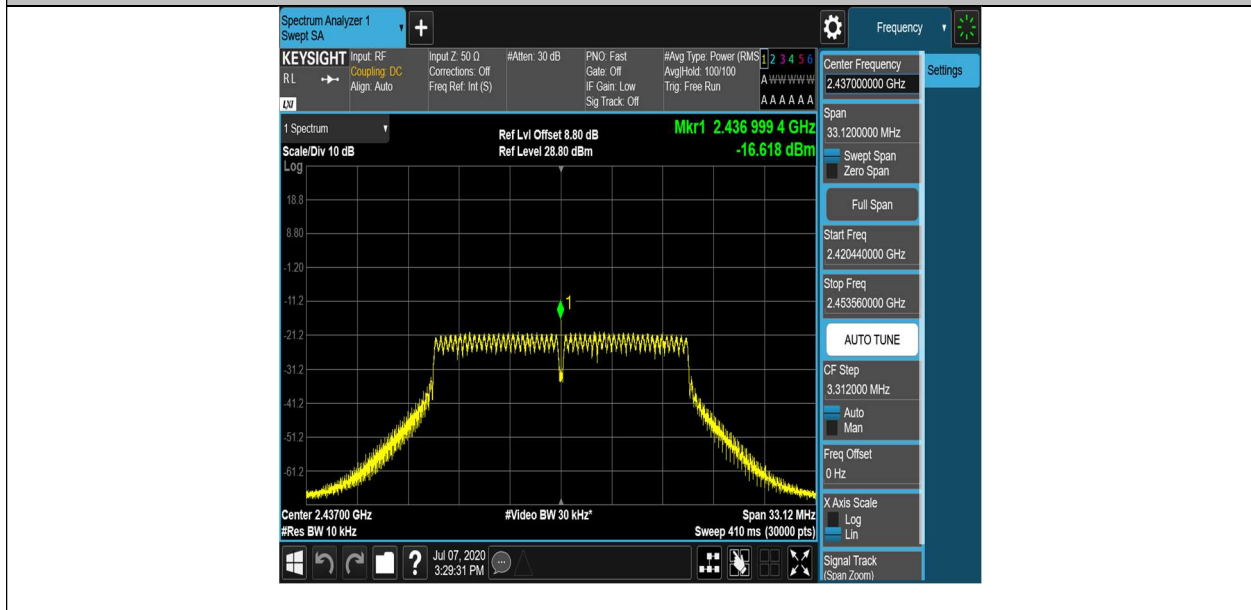 Spectrum Analyzer 1
Swept SA
+
Frequency
KEYSIGHT
RL
LXI
Input: RF
Coupling: DC
Align: Auto
Input Z: 50 Ω
Corrections: Off
Freq Ref: Int (S)
#Atten: 30 dB
PNO: Fast
Gate: Off
IF Gain: Low
Sig Track: Off
#Avg Type: Power (RMS
Avg|Hold: 100/100
Trig: Free Run
1 2 3 4 5 6
A W W W W W
A A A A A A
1 Spectrum
Scale/Div 10 dB
Log
Ref Lvl Offset 8.80 dB
Ref Level 28.80 dBm
Mkr1 2.436 999 4 GHz
-16.618 dBm
18.8
8.80
-1.20
-11.2
1
-21.2
-31.2
-41.2
-51.2
-61.2
Center 2.43700 GHz
#Res BW 10 kHz
#Video BW 30 kHz*
Span 33.12 MHz
Sweep 410 ms (30000 pts)
Center Frequency
2.437000000 GHz
Settings
Span
33.1200000 MHz
Swept Span
Zero Span
Full Span
Start Freq
2.420440000 GHz
Stop Freq
2.453560000 GHz
AUTO TUNE
CF Step
3.312000 MHz
Auto
Man
Freq Offset
0 Hz
X Axis Scale
Log
Lin
Signal Track
(Span Zoom)
?
Jul 07, 2020
3:29:31 PM